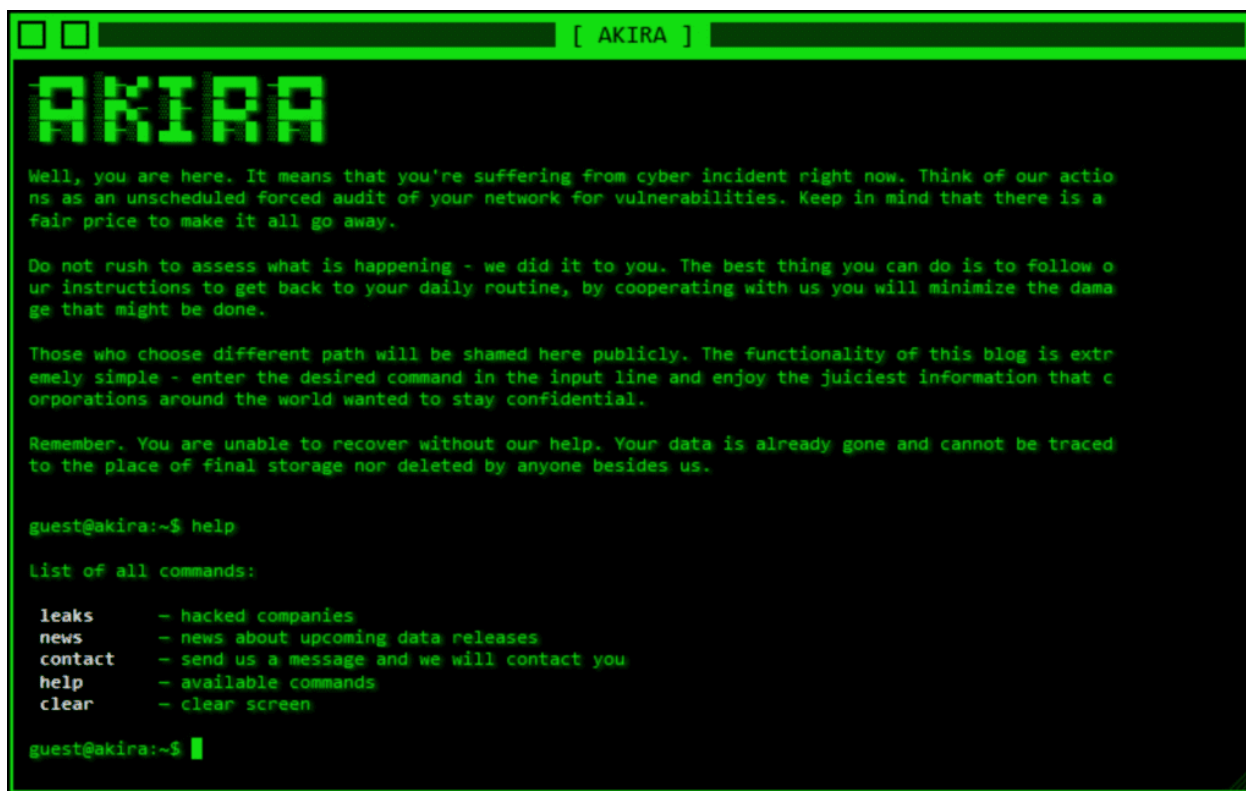 [ AKIRA ]
AKIRA
Well, you are here. It means that you're suffering from cyber incident right now. Think of our actio
ns as an unscheduled forced audit of your network for vulnerabilities. Keep in mind that there is a
fair price to make it all go away.
Do not rush to assess what is happening - we did it to you. The best thing you can do is to follow o
ur instructions to get back to your daily routine, by cooperating with us you will minimize the dama
ge that might be done.
Those who choose different path will be shamed here publicly. The functionality of this blog is extr
emely simple - enter the desired command in the input line and enjoy the juiciest information that c
orporations around the world wanted to stay confidential.
Remember. You are unable to recover without our help. Your data is already gone and cannot be traced
to the place of final storage nor deleted by anyone besides us.
guest@akira:~$ help
List of all commands:
leaks – hacked companies
news – news about upcoming data releases
contact – send us a message and we will contact you
help – available commands
clear – clear screen
guest@akira:~$